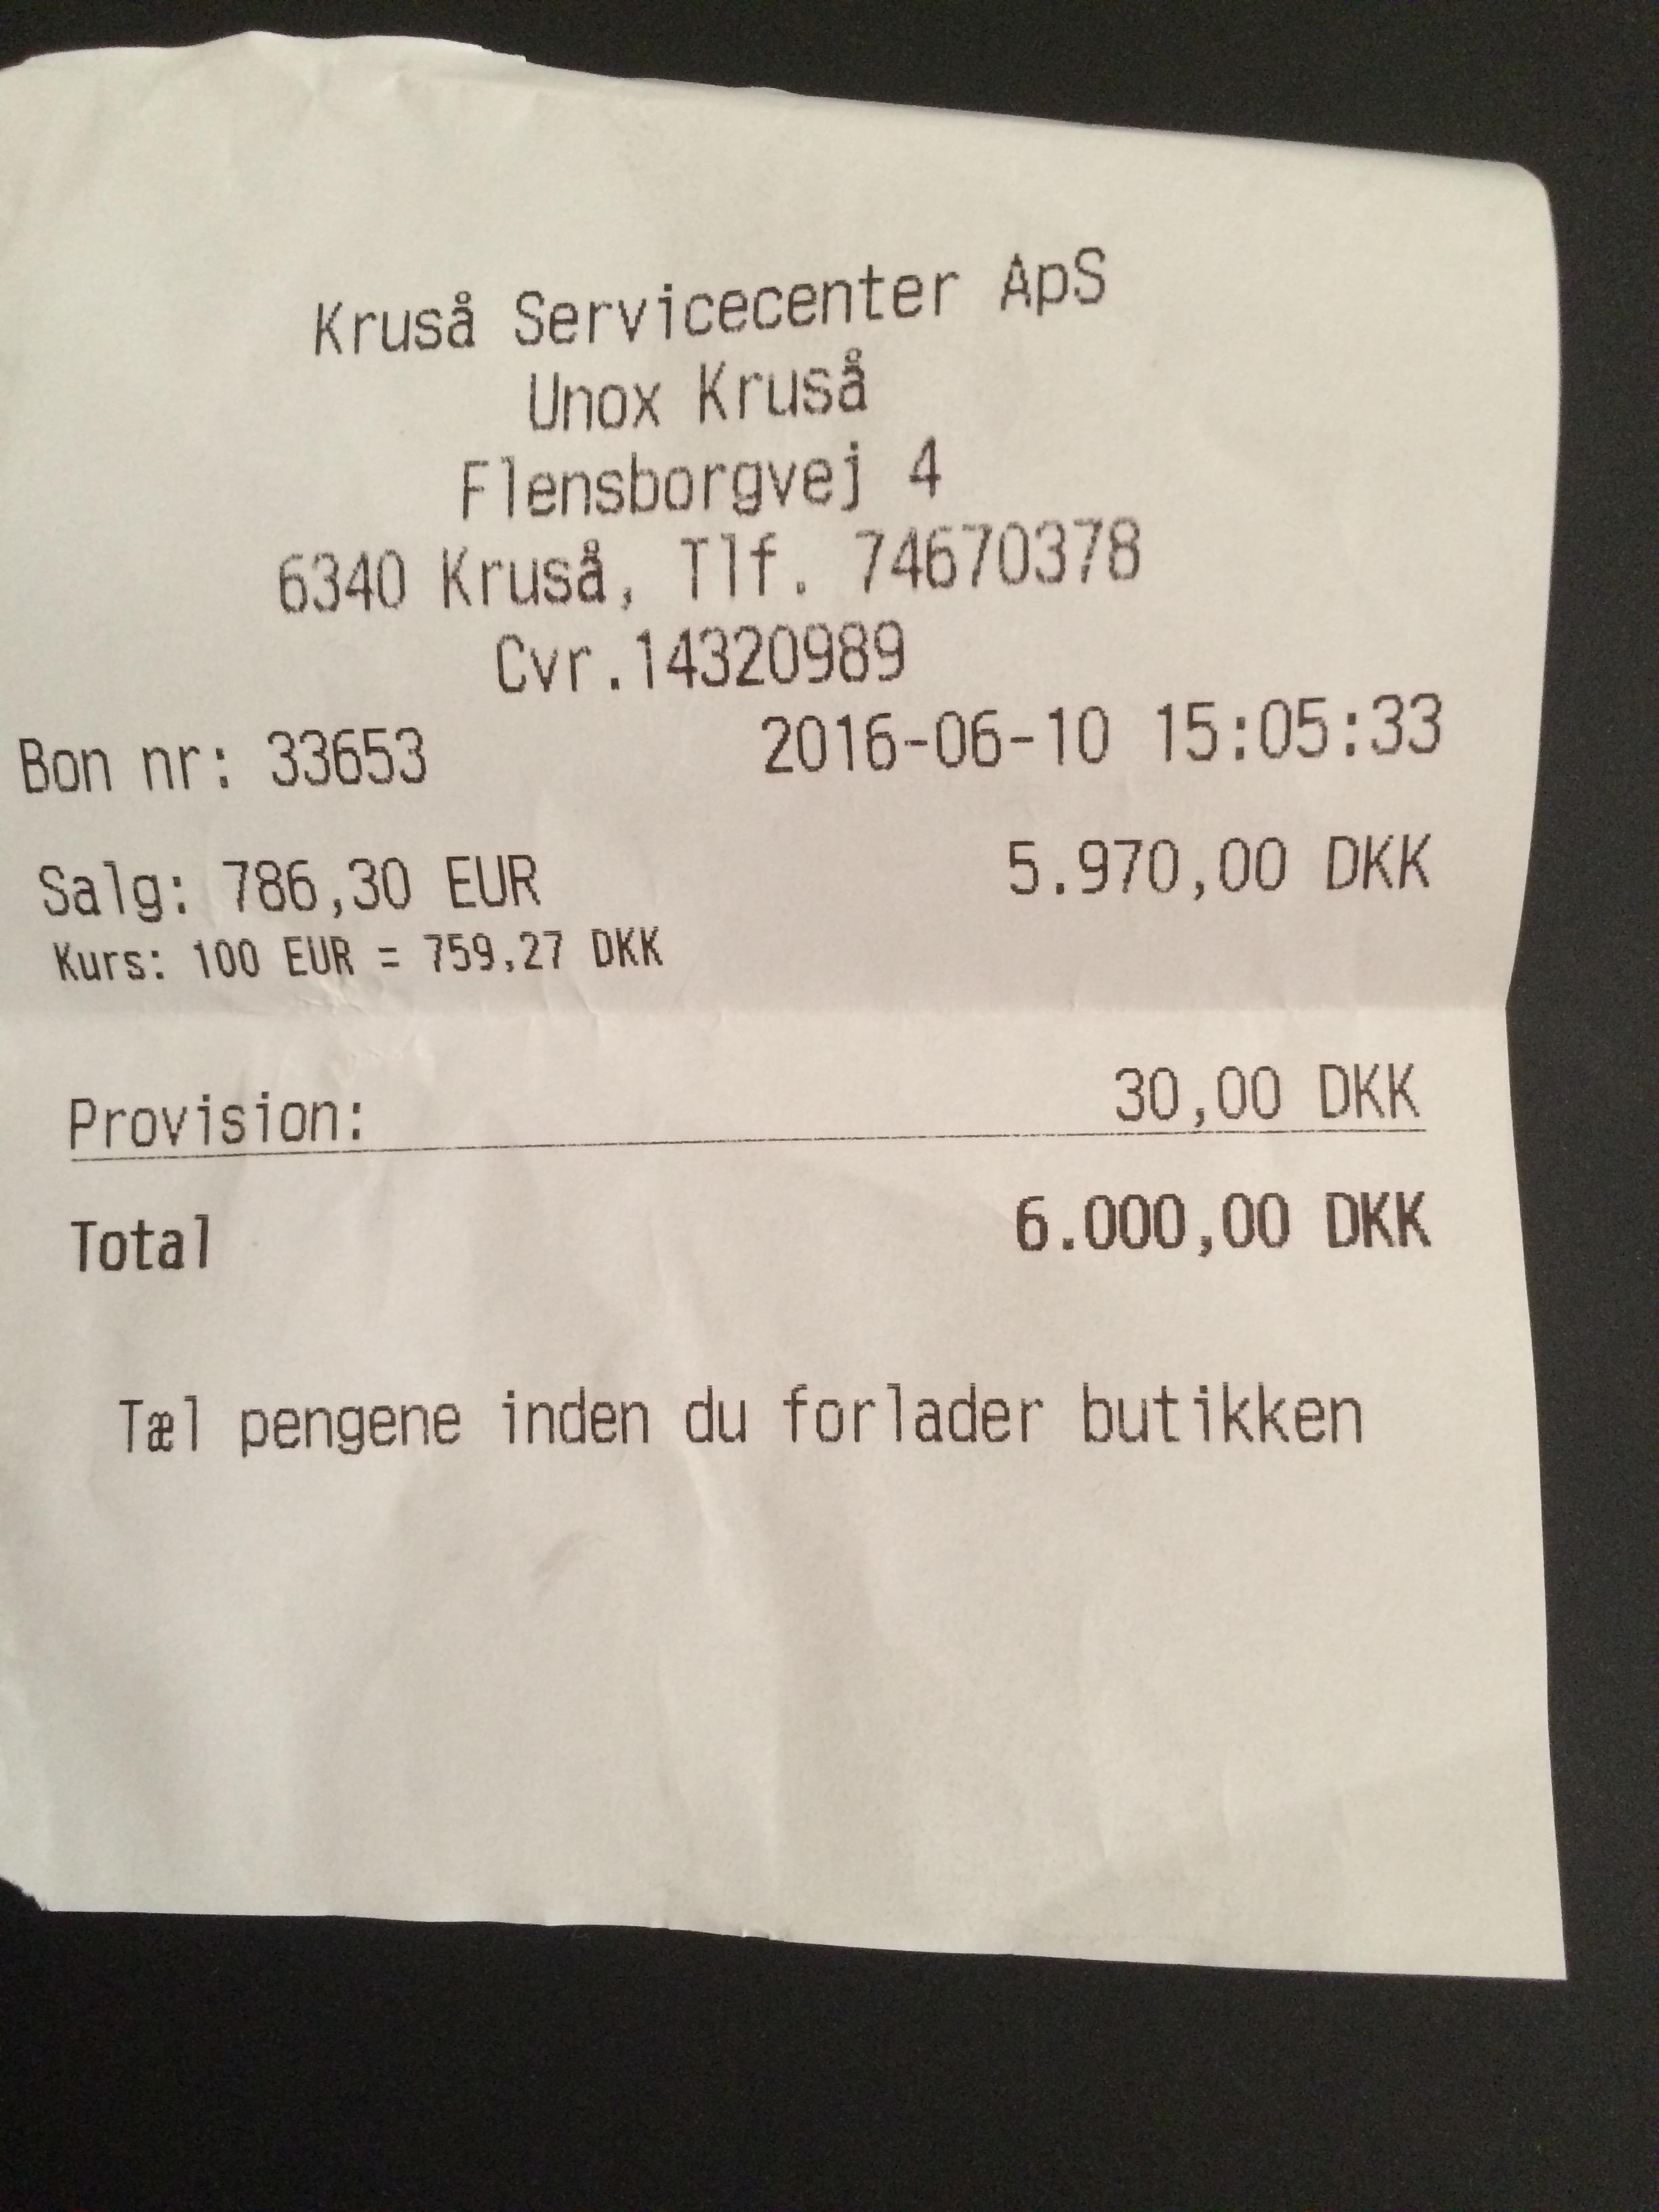 Kruså Servicecenter ApS
Unox Kruså
Flensborgvej 4
6340 Kruså, Tlf. 74670378
Cvr.14320989
Bon nr: 33653 2016-06-10 15:05:33
Salg: 786,30 EUR 5.970,00 DKK
Kurs: 100 EUR = 759,27 DKK
Provision: 30,00 DKK
Total 6.000,00 DKK
Tæl pengene inden du forlader butikken